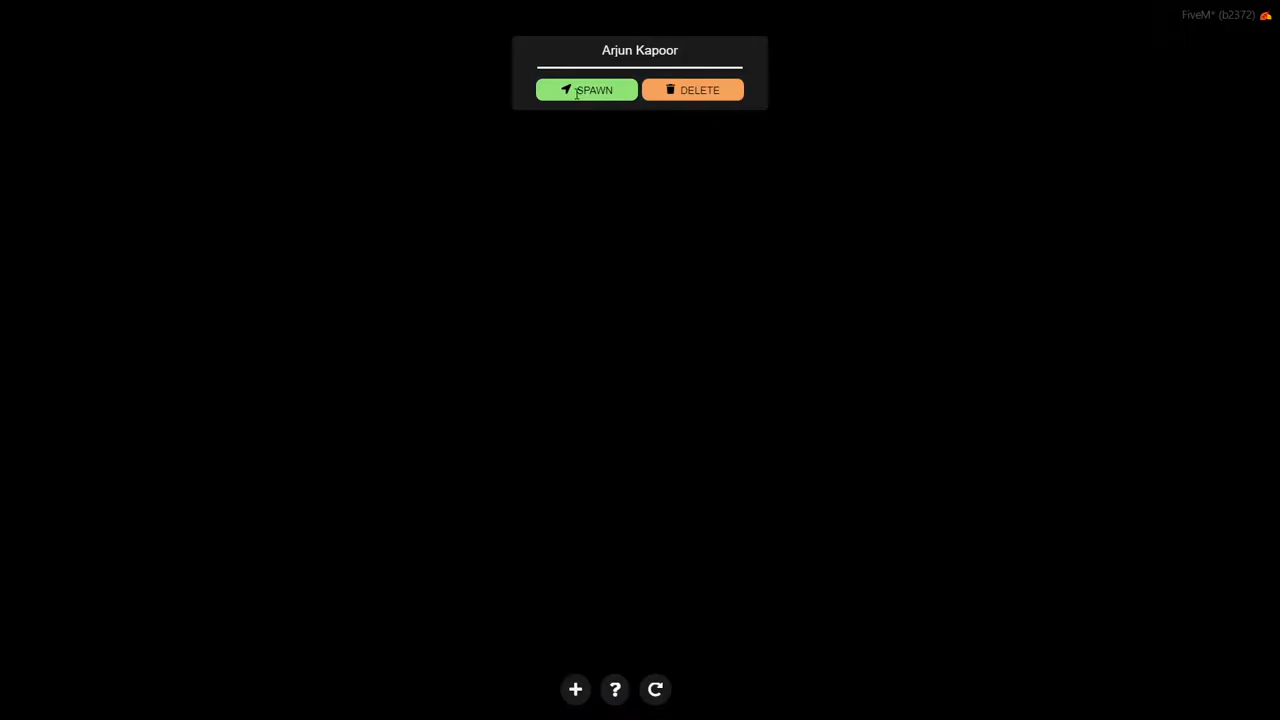 FiveM* (b2372)
Arjun Kapoor
SPAWN
DELETE
+ ? C